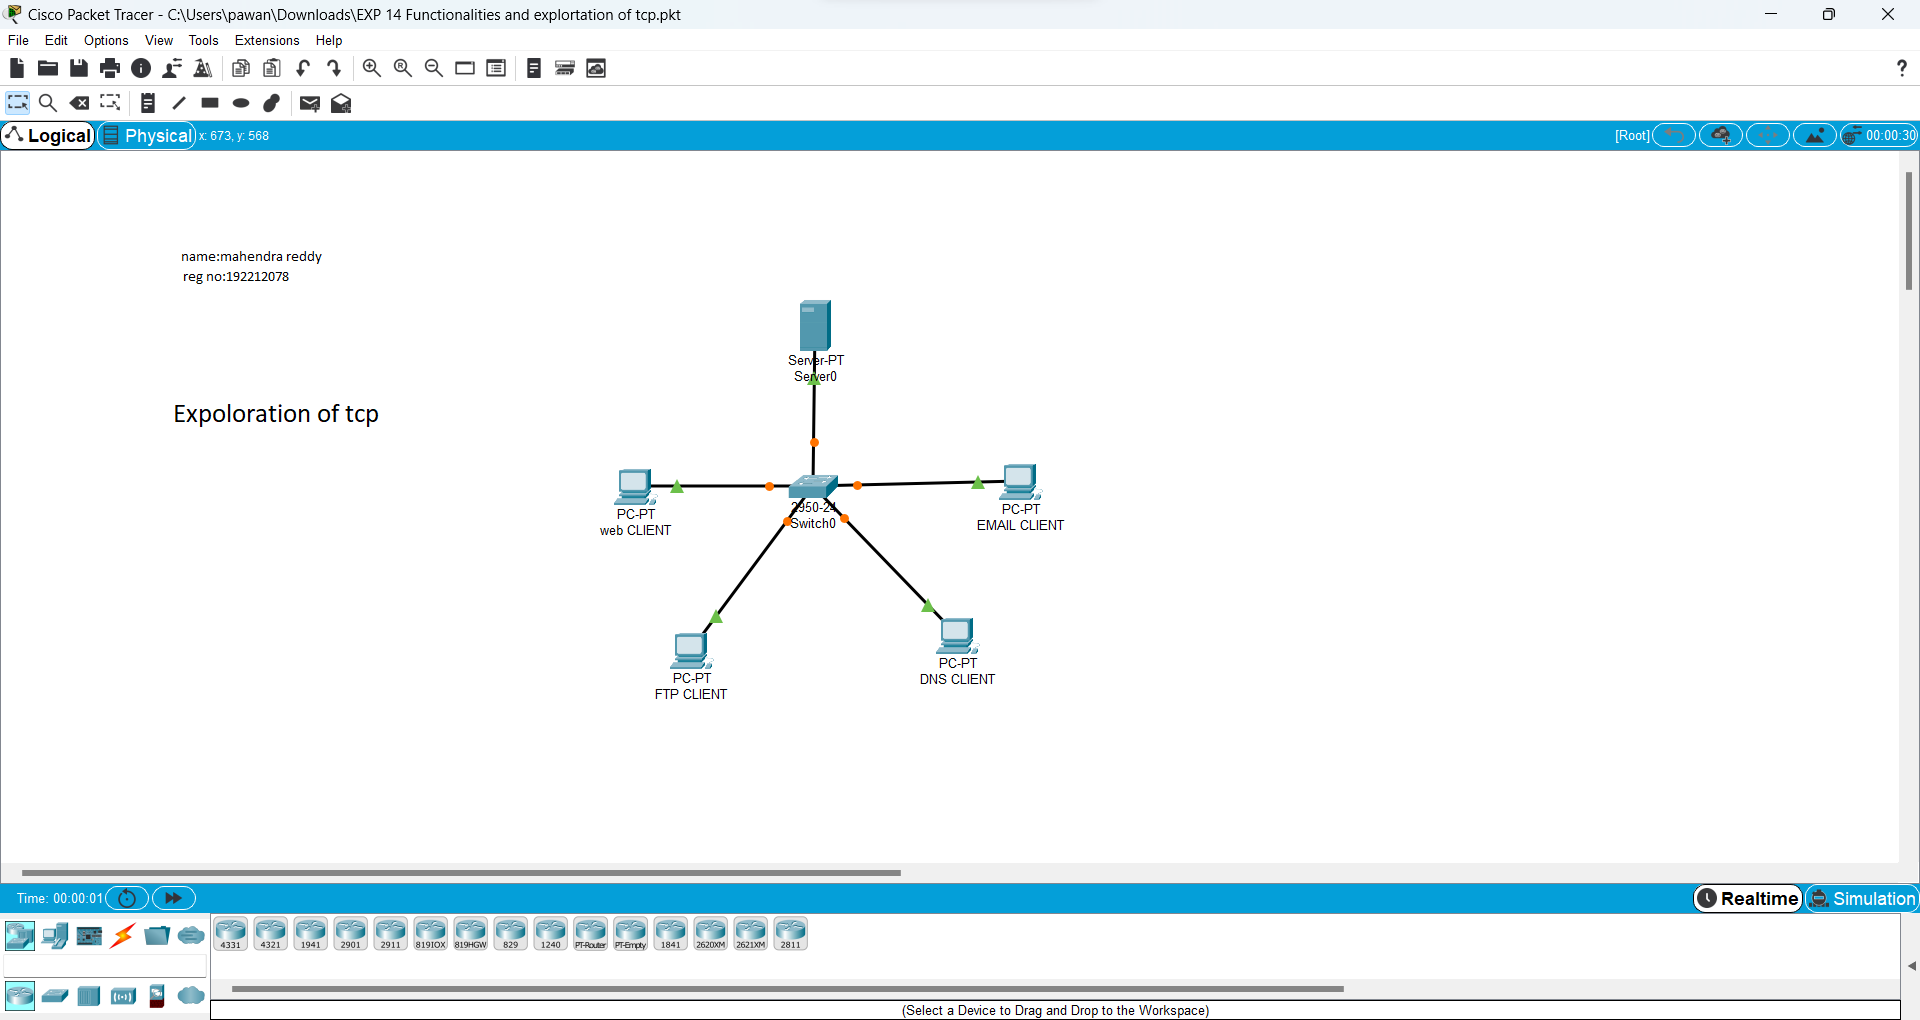 Cisco Packet Tracer - C:\Users\pawan\Downloads\EXP 14 Functionalities and explortation of tcp.pkt
File Edit Options View Tools Extensions Help
?
Logical Physical x: 673, y: 568 [Root] 00:00:30
name:mahendra reddy
reg no:192212078
Server-PT
Server0
Expoloration of tcp
PC-PT
web CLIENT
2950-24
Switch0
PC-PT
EMAIL CLIENT
PC-PT
FTP CLIENT
PC-PT
DNS CLIENT
Time: 00:00:01 Realtime Simulation
4331 4321 1941 2901 2911 819IOX 819HGW 829 1240 PT-Router PT-Empty 1841 2620XM 2621XM 2811
(Select a Device to Drag and Drop to the Workspace)